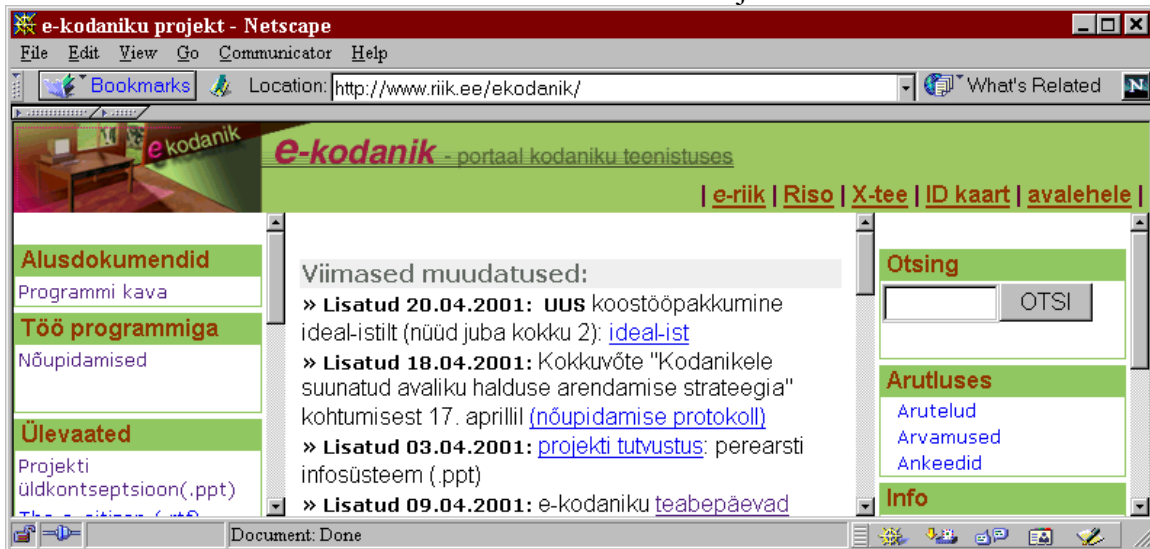 e-kodaniku projekt - Netscape
File Edit View Go Communicator Help
Bookmarks Location: http://www.riik.ee/ekodanik/ What's Related N
e kodanik
e-kodanik - portaal kodaniku teenistuses
| e-riik | Riso | X-tee | ID kaart | avalehele |
Alusdokumendid
Programmi kava
Töö programmiga
Nõupidamised
Ülevaated
Projekti
üldkontseptsioon(.ppt)
The e-citizen (.rtf)
Viimased muudatused:
» Lisatud 20.04.2001: UUS koostööpakkumine
ideal-istilt (nüüd juba kokku 2): ideal-ist
» Lisatud 18.04.2001: Kokkuvõte "Kodanikele
suunatud avaliku halduse arendamise strateegia"
kohtumisest 17. aprillil (nõupidamise protokoll)
» Lisatud 03.04.2001: projekti tutvustus: perearsti
infosüsteem (.ppt)
» Lisatud 09.04.2001: e-kodaniku teabepäevad
Otsing
OTSI
Arutluses
Arutelud
Arvamused
Ankeedid
Info
Document: Done